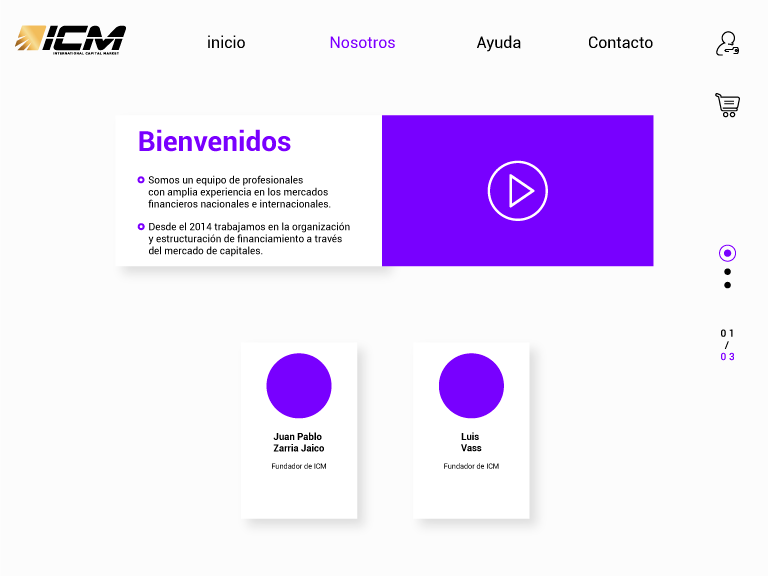 ICM
INTERNATIONAL CAPITAL MARKET
inicio
Nosotros
Ayuda
Contacto
Bienvenidos
Somos un equipo de profesionales
con amplia experiencia en los mercados
financieros nacionales e internacionales.
Desde el 2014 trabajamos en la organización
y estructuración de financiamiento a través
del mercado de capitales.
01
/
03
Juan Pablo
Zarria Jaico
Fundador de ICM
Luis
Vass
Fundador de ICM